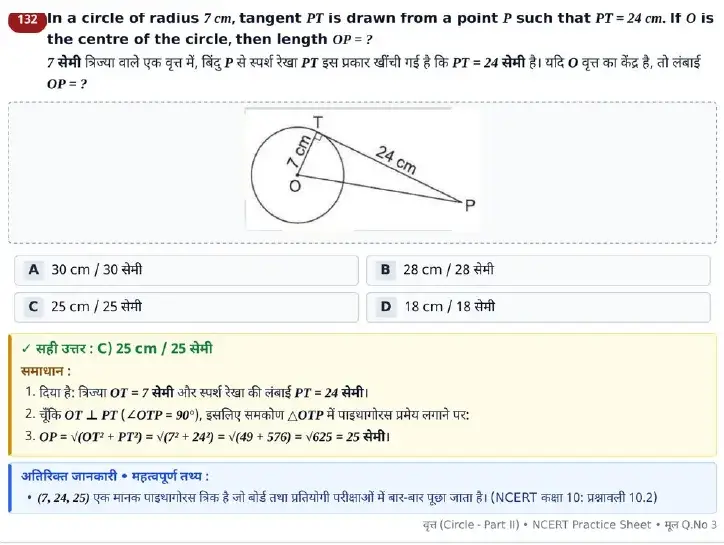 132 In a circle of radius 7 cm, tangent PT is drawn from a point P such that PT = 24 cm. If O is
the centre of the circle, then length OP = ?
7 सेमी त्रिज्या वाले एक वृत्त में, बिंदु P से स्पर्श रेखा PT इस प्रकार खींची गई है कि PT = 24 सेमी है। यदि O वृत्त का केंद्र है, तो लंबाई
OP = ?
T
7 cm
24 cm
O
P
A 30 cm / 30 सेमी
B 28 cm / 28 सेमी
C 25 cm / 25 सेमी
D 18 cm / 18 सेमी
✓ सही उत्तर : C) 25 cm / 25 सेमी
समाधान :
1. दिया है: त्रिज्या OT = 7 सेमी और स्पर्श रेखा की लंबाई PT = 24 सेमी।
2. चूँकि OT ⊥ PT (∠OTP = 90°), इसलिए समकोण △OTP में पाइथागोरस प्रमेय लगाने पर:
3. OP = √(OT² + PT²) = √(7² + 24²) = √(49 + 576) = √625 = 25 सेमी।
अतिरिक्त जानकारी • महत्वपूर्ण तथ्य :
• (7, 24, 25) एक मानक पाइथागोरस त्रिक है जो बोर्ड तथा प्रतियोगी परीक्षाओं में बार-बार पूछा जाता है। (NCERT कक्षा 10: प्रश्नावली 10.2)
वृत्त (Circle - Part II) • NCERT Practice Sheet • मूल Q.No 3